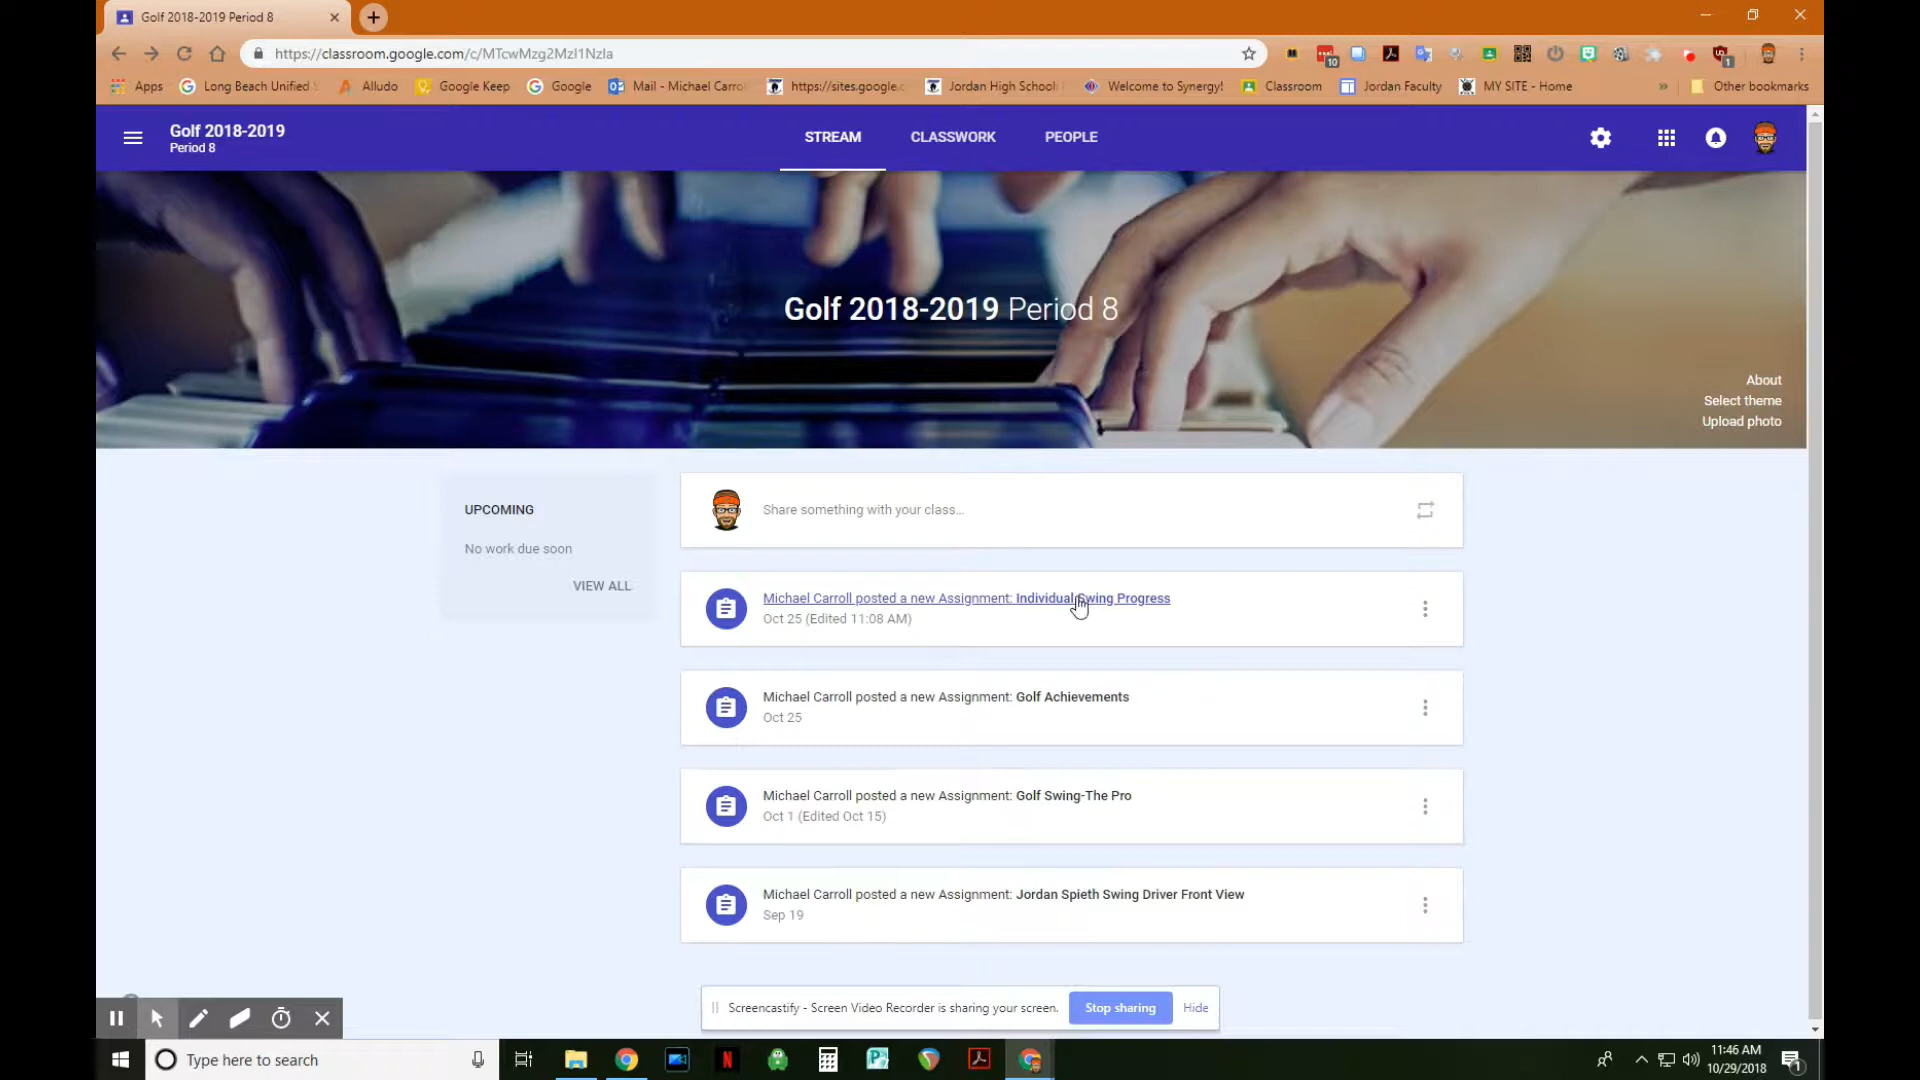 Golf 2018-2019 Period 8
https://classroom.google.com/c/MTcwMzg2MzI1Nzla
10
1
Apps
Long Beach Unified
Alludo
Google Keep
Google
Mail - Michael Carro
https://sites.google.c
Jordan High School
Welcome to Synergy!
Classroom
Jordan Faculty
MY SITE - Home
»
Other bookmarks
Golf 2018-2019
Period 8
STREAM
CLASSWORK
PEOPLE
Golf 2018-2019 Period 8
About
Select theme
Upload photo
UPCOMING
No work due soon
VIEW ALL
Share something with your class...
Michael Carroll posted a new Assignment: Individual Swing Progress
Oct 25 (Edited 11:08 AM)
Michael Carroll posted a new Assignment: Golf Achievements
Oct 25
Michael Carroll posted a new Assignment: Golf Swing-The Pro
Oct 1 (Edited Oct 15)
Michael Carroll posted a new Assignment: Jordan Spieth Swing Driver Front View
Sep 19
Screencastify - Screen Video Recorder is sharing your screen.
Stop sharing
Hide
Type here to search
11:46 AM
10/29/2018
1